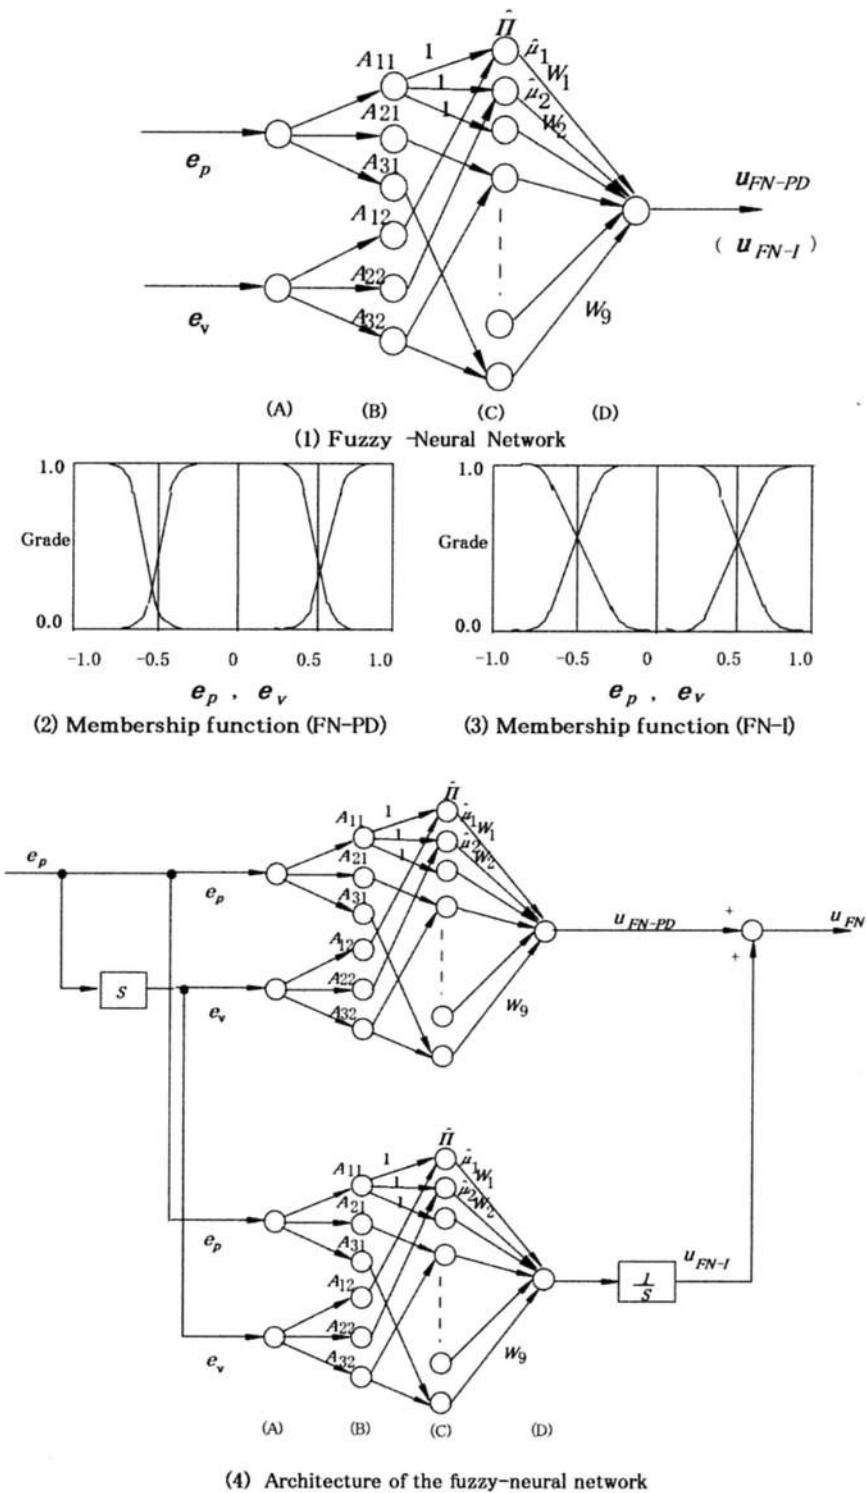 Π̂
A11 1 μ̂1 W1
1 μ̂2
A21 1 W2
ep
A31
uFN-PD
A12
( uFN-I )
A22
ev
A32 W9
(A) (B) (C) (D)
(1) Fuzzy -Neural Network
1.0
Grade
0.0
-1.0 -0.5 0 0.5 1.0
ep , ev
(2) Membership function (FN-PD)
1.0
Grade
0.0
-1.0 -0.5 0 0.5 1.0
ep , ev
(3) Membership function (FN-I)
Π̂
A11 1 μ̂1 W1
1 μ̂2 W2
ep A21 1
ep
A31
uFN-PD + uFN
A12 +
S
A22
ev
A32 W9
Π̂
A11 1 μ̂1 W1
1 μ̂2 W2
A21 1
ep
A31
uFN-I
A12
1/S
A22
ev
A32 W9
(A) (B) (C) (D)
(4) Architecture of the fuzzy-neural network